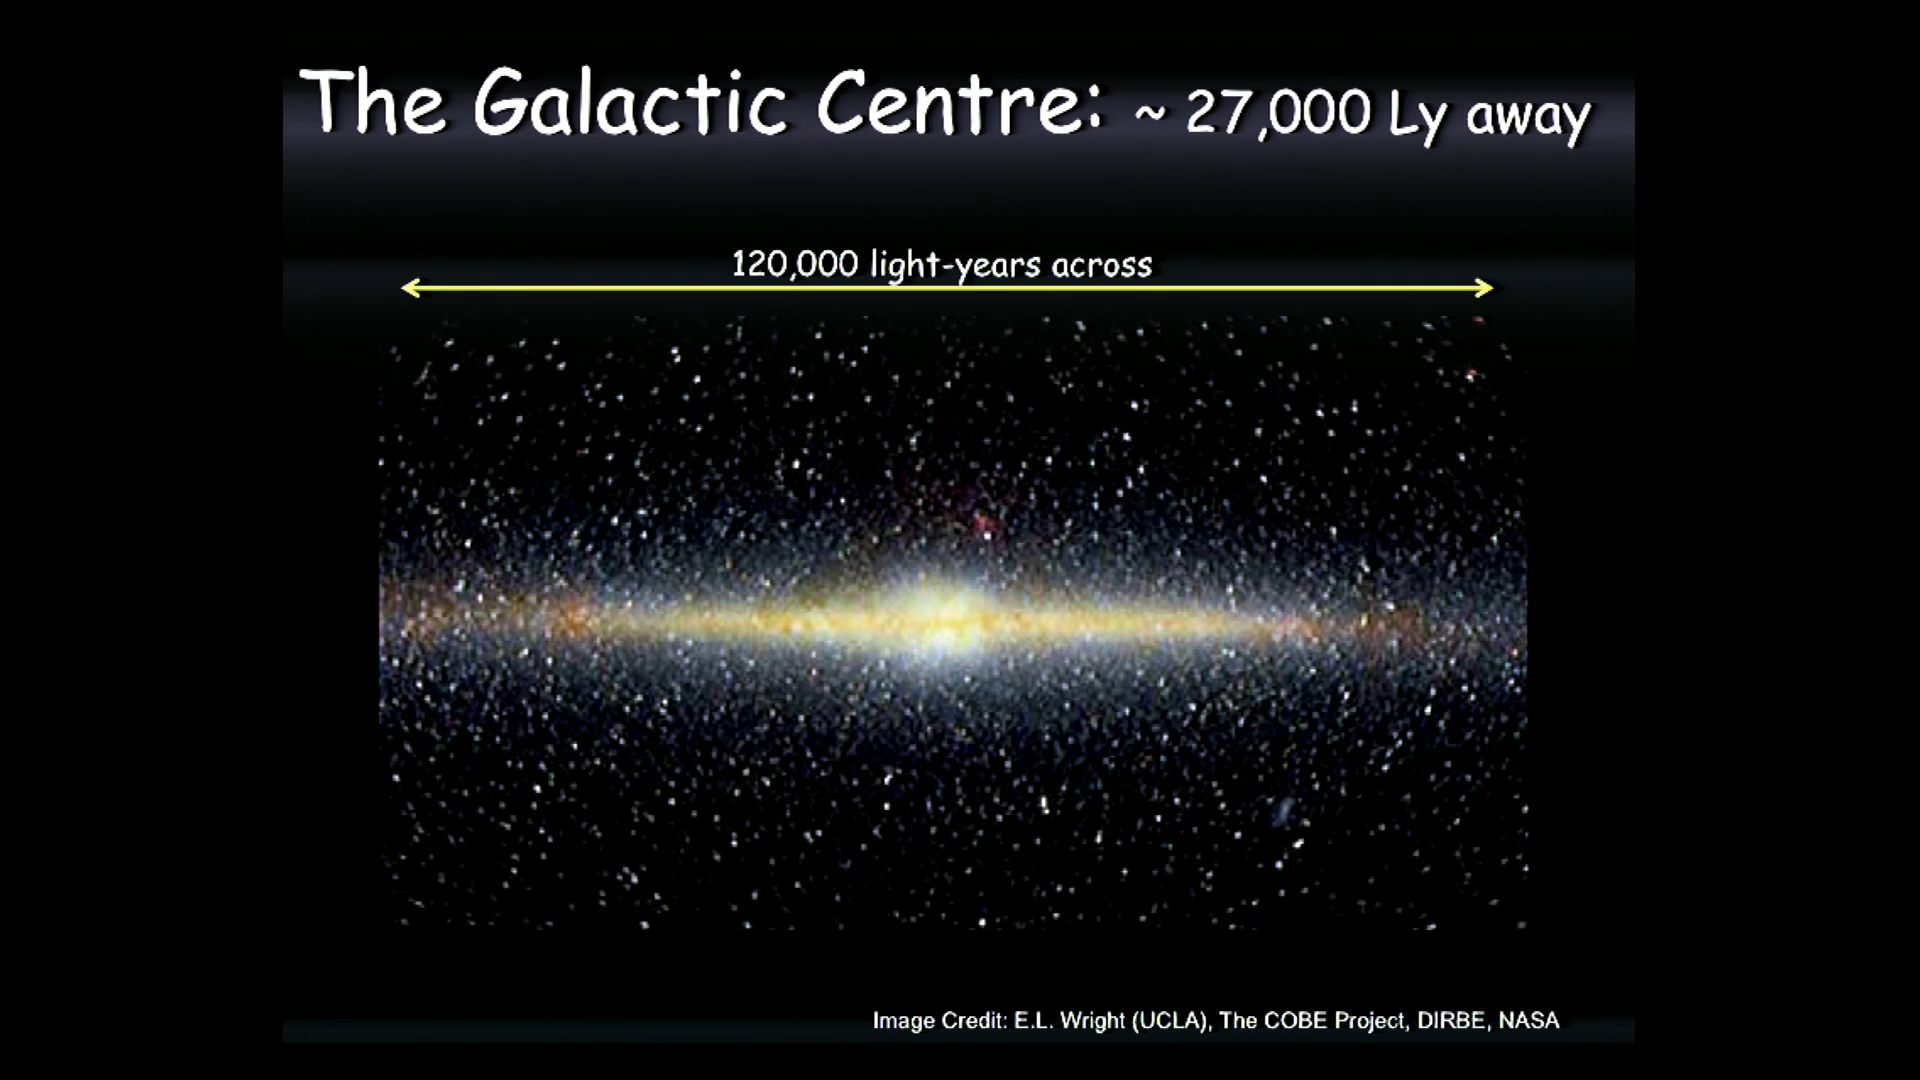 The Galactic Centre: ~ 27,000 Ly away
120,000 light-years across
Image Credit: E.L. Wright (UCLA), The COBE Project, DIRBE, NASA